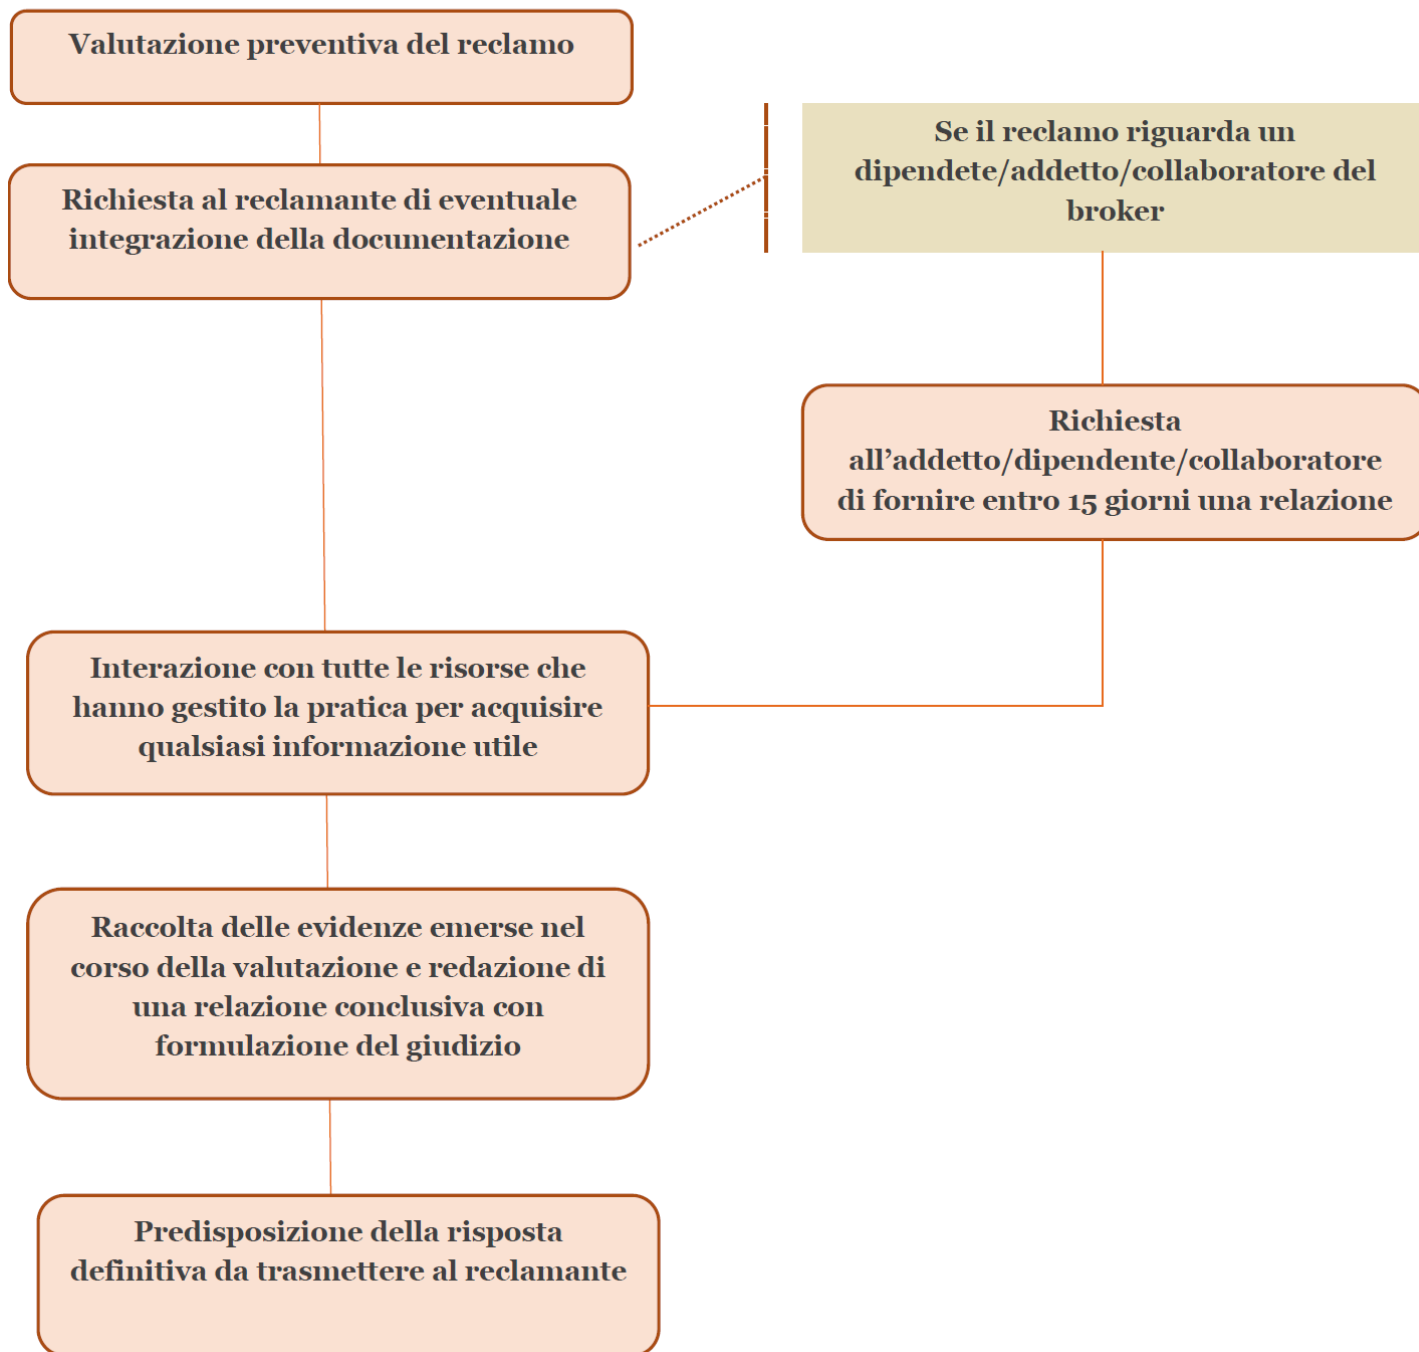 Valutazione preventiva del reclamo
Richiesta al reclamante di eventuale
integrazione della documentazione
Se il reclamo riguarda un
dipendete/addetto/collaboratore del
broker
Richiesta
all’addetto/dipendente/collaboratore
di fornire entro 15 giorni una relazione
Interazione con tutte le risorse che
hanno gestito la pratica per acquisire
qualsiasi informazione utile
Raccolta delle evidenze emerse nel
corso della valutazione e redazione di
una relazione conclusiva con
formulazione del giudizio
Predisposizione della risposta
definitiva da trasmettere al reclamante